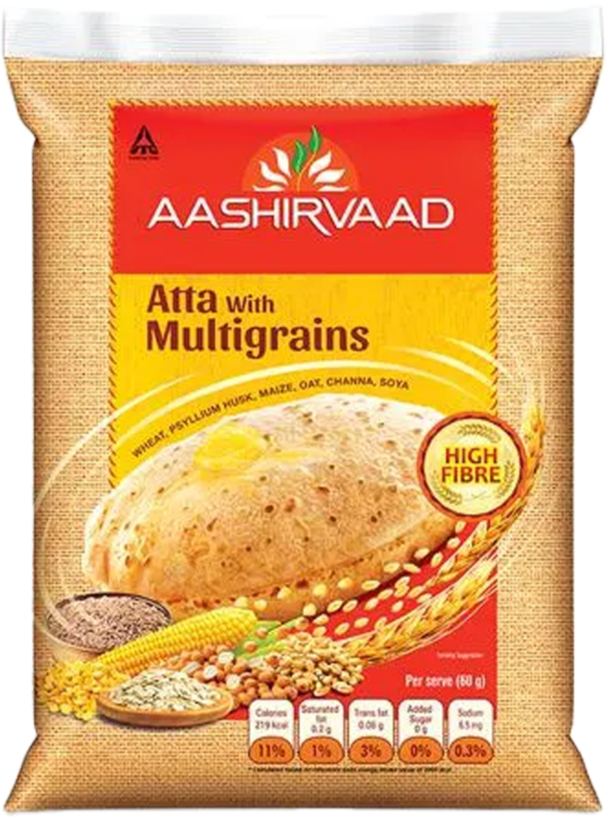 AASHIRVAAD
Atta With
Multigrains
WHEAT, PSYLLIUM HUSK, MAIZE, OAT, CHANNA, SOYA
HIGH
FIBRE
Per serve (60 g)
Calories
219 kcal
11%
Saturated
fat
0.2 g
1%
Trans fat
0.06 g
3%
Added
Sugar
0 g
0%
Sodium
6.5 mg
0.3%